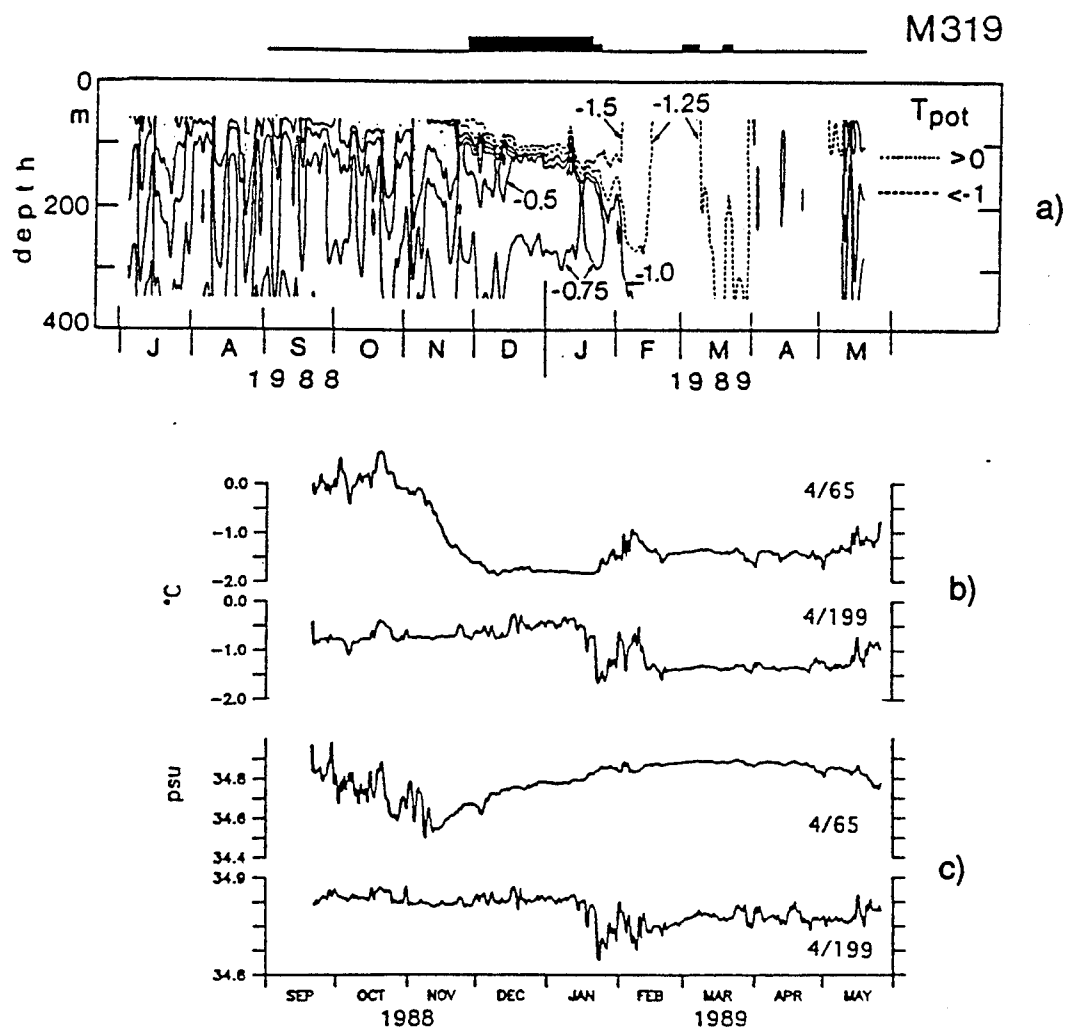 M319
0
m
200
400
depth
-1.5
-1.25
Tpot
>0
<-1
-0.5
-0.75
-1.0
a)
J A S O N D J F M A M
1988 1989
0.0
-1.0
-2.0
4/65
°C
b)
0.0
-1.0
-2.0
4/199
psu
34.8
34.6
34.4
4/65
c)
34.9
34.6
4/199
SEP OCT NOV DEC JAN FEB MAR APR MAY
1988 1989